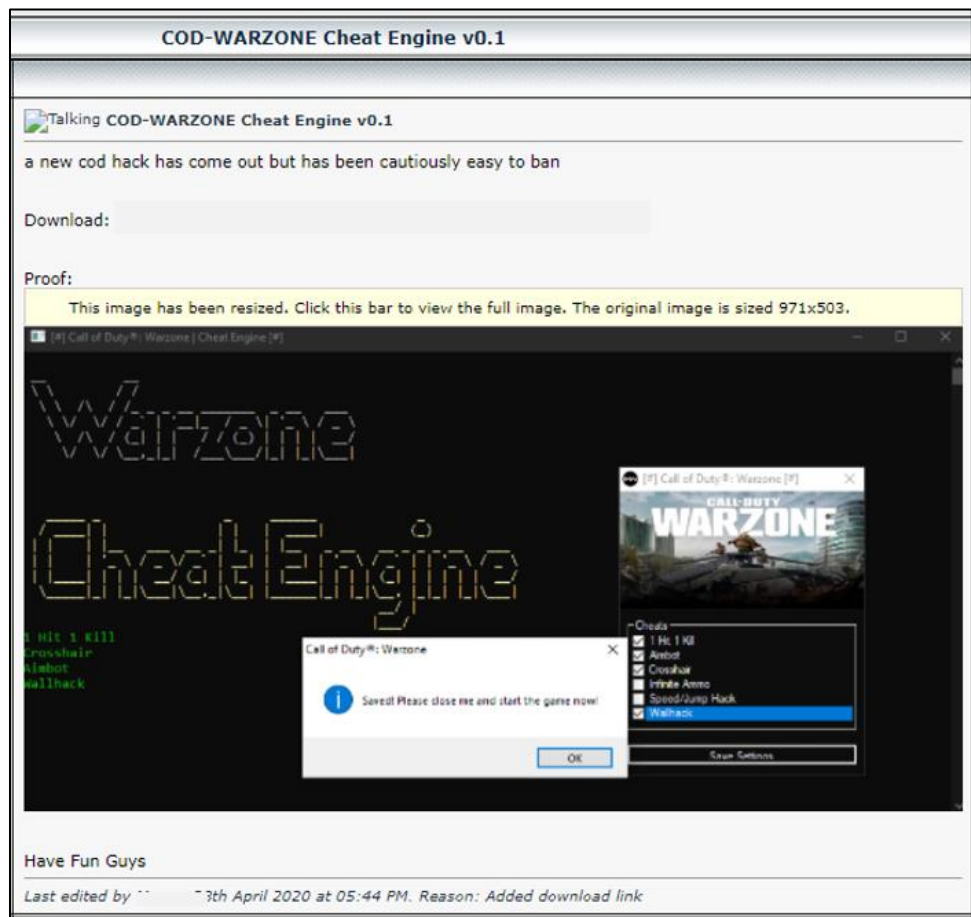 COD-WARZONE Cheat Engine v0.1
Talking COD-WARZONE Cheat Engine v0.1
a new cod hack has come out but has been cautiously easy to ban
Download:
Proof:
This image has been resized. Click this bar to view the full image. The original image is sized 971x503.
[#] Call of Duty®: Warzone | Cheat Engine [#]
Warzone
Cheat Engine
1 Hit 1 Kill
Crosshair
Aimbot
Wallhack
[#] Call of Duty®: Warzone [#]
CALL DUTY
WARZONE
Cheats
1 Hit 1 Kill
Aimbot
Crosshair
Infinite Ammo
Speed/Jump Hack
Wallhack
Save Settings
Call of Duty®: Warzone
Saved! Please close me and start the game now!
OK
Have Fun Guys
Last edited by 8th April 2020 at 05:44 PM. Reason: Added download link